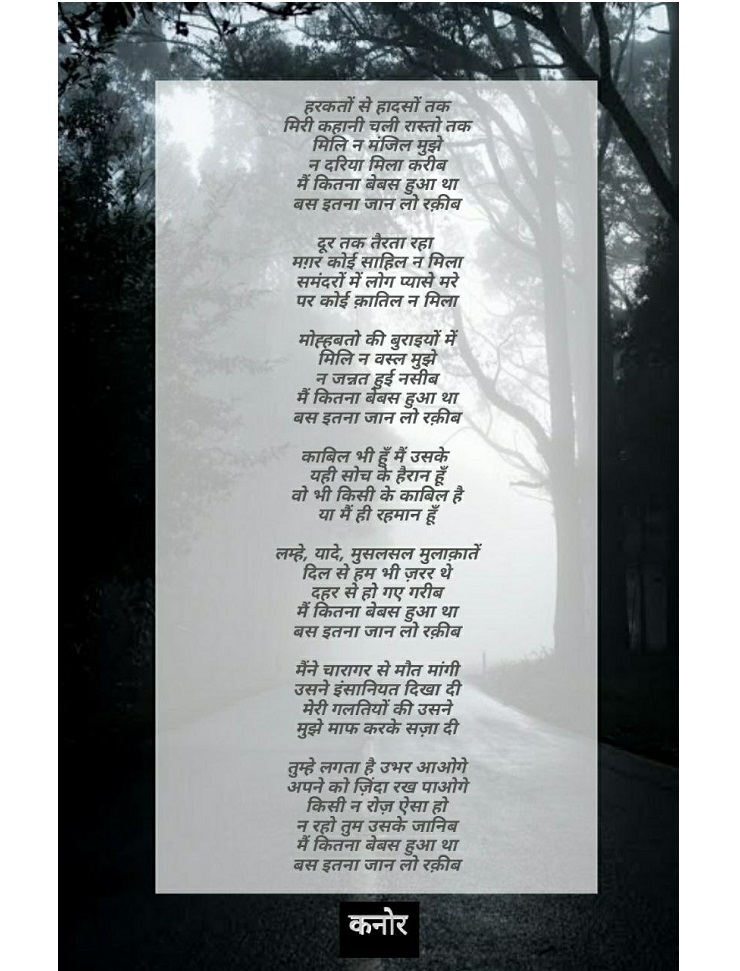 हरकतों से हादसों तक
मिरी कहानी चली रास्तो तक
मिलि न मंजिल मुझे
न दरिया मिला करीब
मैं कितना बेबस हुआ था
बस इतना जान लो रक़ीब
दूर तक तैरता रहा
मग़र कोई साहिल न मिला
समंदरों में लोग प्यासे मरे
पर कोई क़ातिल न मिला
मोह्हबतो की बुराइयों में
मिलि न वस्ल मुझे
न जन्नत हुई नसीब
मैं कितना बेबस हुआ था
बस इतना जान लो रक़ीब
काबिल भी हूँ मैं उसके
यही सोच के हैरान हूँ
वो भी किसी के काबिल है
या मैं ही रहमान हूँ
लम्हे, यादे, मुसलसल मुलाक़ातें
दिल से हम भी ज़रर थे
दहर से हो गए गरीब
मैं कितना बेबस हुआ था
बस इतना जान लो रक़ीब
मैंने चारागर से मौत मांगी
उसने इंसानियत दिखा दी
मेरी गलतियों की उसने
मुझे माफ करके सज़ा दी
तुम्हे लगता है उभर आओगे
अपने को ज़िंदा रख पाओगे
किसी न रोज़ ऐसा हो
न रहो तुम उसके जानिब
मैं कितना बेबस हुआ था
बस इतना जान लो रक़ीब
कनोर